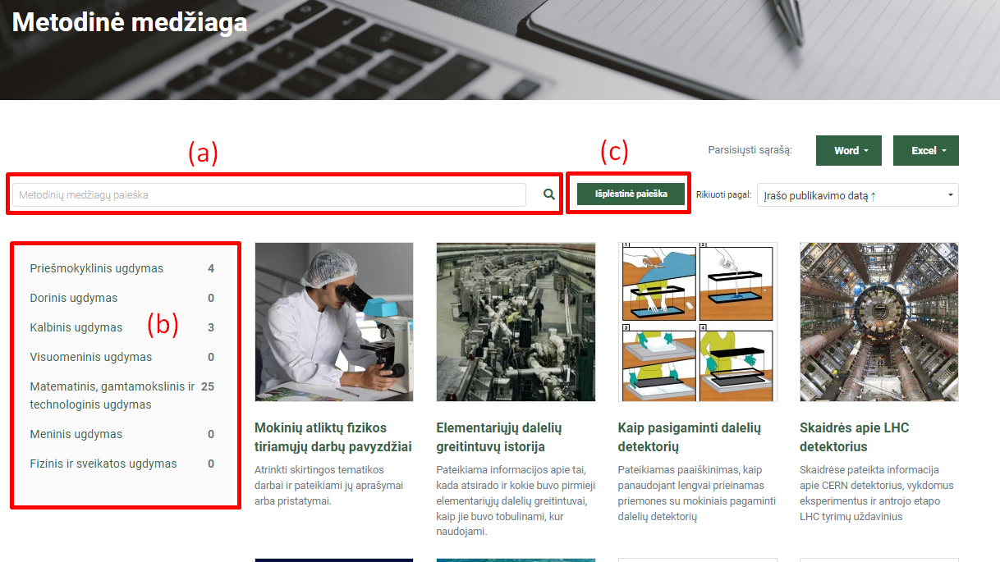 Metodinė medžiaga
(a)
(c)
Parsisiųsti sąrašą:
Word
Excel
Metodinių medžiagų paieška
Išplėstinė paieška
Rikiuoti pagal:
Įrašo publikavimo datą ↑
Priešmokyklinis ugdymas 4
Dorinis ugdymas 0
Kalbinis ugdymas 3
(b)
Visuomeninis ugdymas 0
Matematinis, gamtamokslinis ir 25
technologinis ugdymas
Meninis ugdymas 0
Fizinis ir sveikatos ugdymas 0
Mokinių atliktų fizikos
tiriamųjų darbų pavyzdžiai
Atrinkti skirtingos tematikos
darbai ir pateikiami jų aprašymai
arba pristatymai.
Elementariųjų dalelių
greitintuvų istorija
Pateikiama informacijos apie tai,
kada atsirado ir kokie buvo pirmieji
elementariųjų dalelių greitintuvai,
kaip jie buvo tobulinami, kur
naudojami.
1
2
3
4
Kaip pasigaminti dalelių
detektorių
Pateikiamas paaiškinimas, kaip
panaudojant lengvai prieinamas
priemones su mokiniais pagaminti
dalelių detektorių
Skaidrės apie LHC
detektorius
Skaidrėse pateikta informacija
apie CERN detektorius, vykdomus
eksperimentus ir antrojo etapo
LHC tyrimų uždavinius